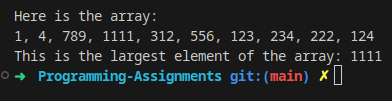 Here is the array:
1, 4, 789, 1111, 312, 556, 123, 234, 222, 124
This is the largest element of the array: 1111
➜ Programming-Assignments git:(main) ✗